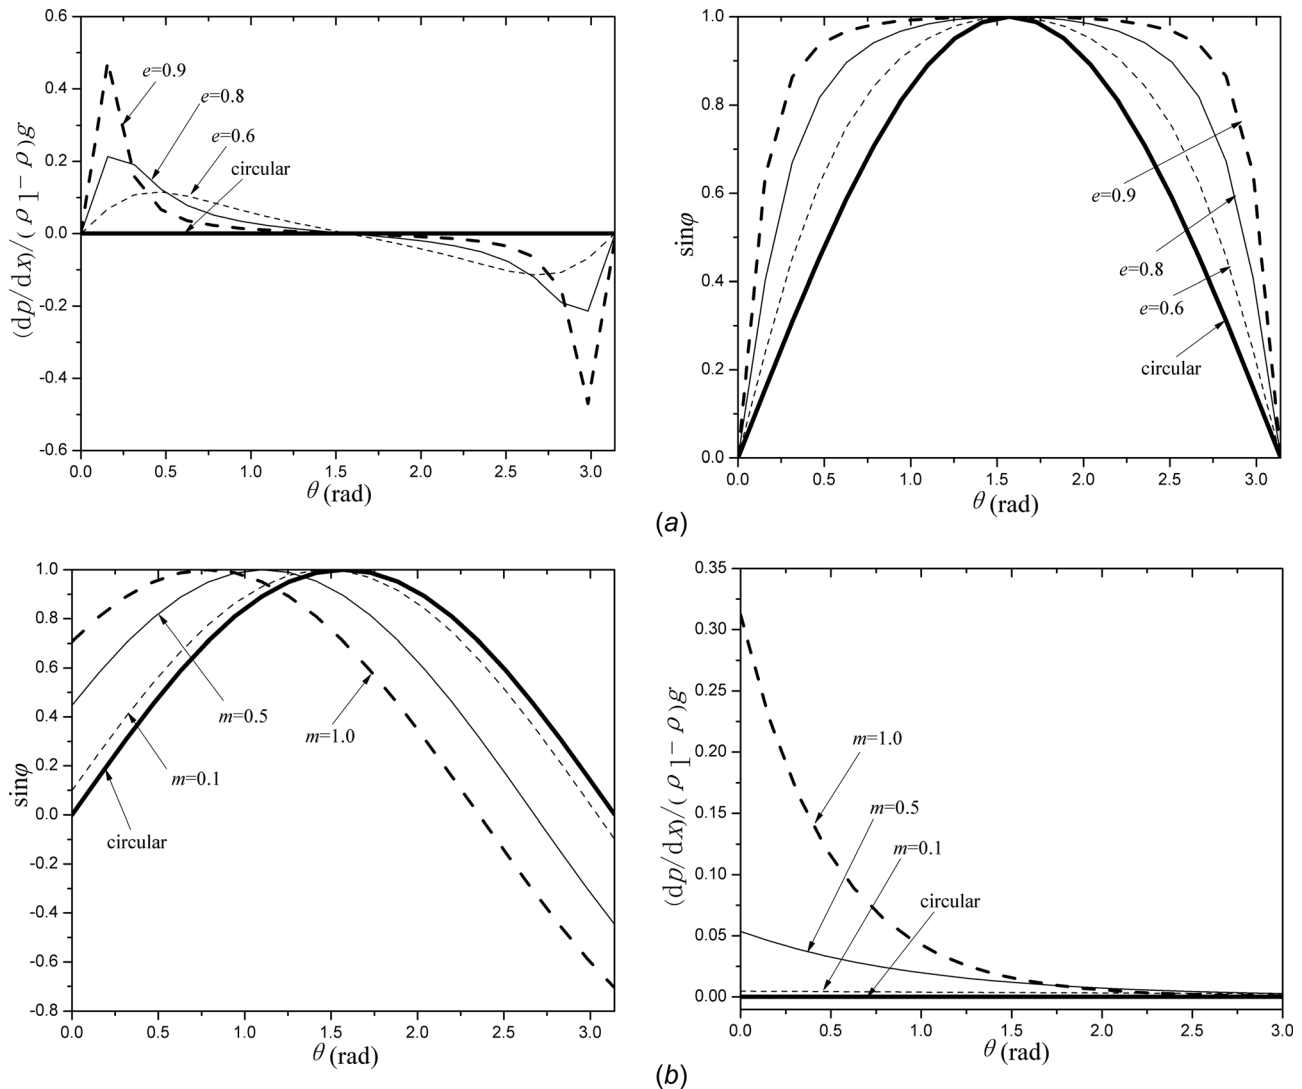 0.6
0.4
0.2
0.0
-0.2
-0.4
-0.6
(dp/dx)/(ρl-ρ)g
e=0.9
e=0.8
e=0.6
circular
0.0 0.5 1.0 1.5 2.0 2.5 3.0
θ (rad)
1.0
0.8
0.6
0.4
0.2
0.0
sinφ
e=0.9
e=0.8
e=0.6
circular
0.0 0.5 1.0 1.5 2.0 2.5 3.0
θ (rad)
(a)
1.0
0.8
0.6
0.4
0.2
0.0
-0.2
-0.4
-0.6
-0.8
sinφ
m=0.5
m=1.0
m=0.1
circular
0.0 0.5 1.0 1.5 2.0 2.5 3.0
θ (rad)
0.35
0.30
0.25
0.20
0.15
0.10
0.05
0.00
(dp/dx)/(ρl-ρ)g
m=1.0
m=0.5
m=0.1
circular
0.0 0.5 1.0 1.5 2.0 2.5 3.0
θ (rad)
(b)